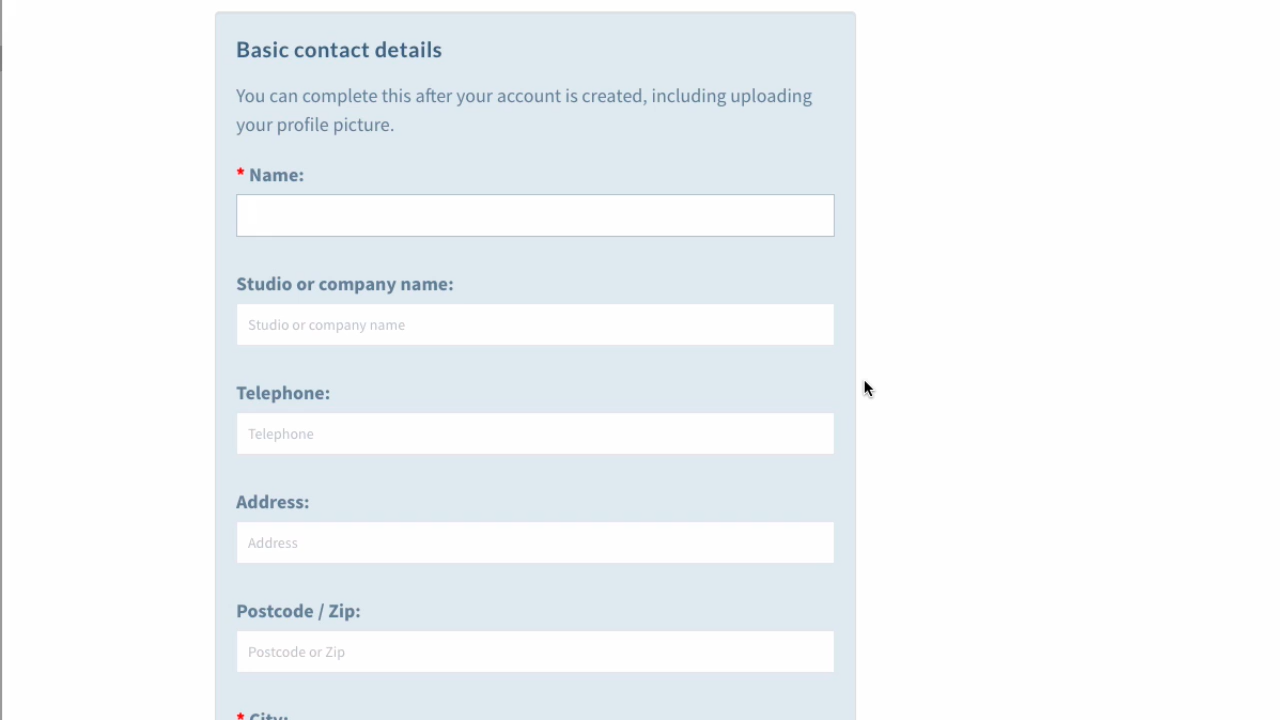 Basic contact details
You can complete this after your account is created, including uploading
your profile picture.
* Name:
Studio or company name:
Studio or company name
Telephone:
Telephone
Address:
Address
Postcode / Zip:
Postcode or Zip
* City: